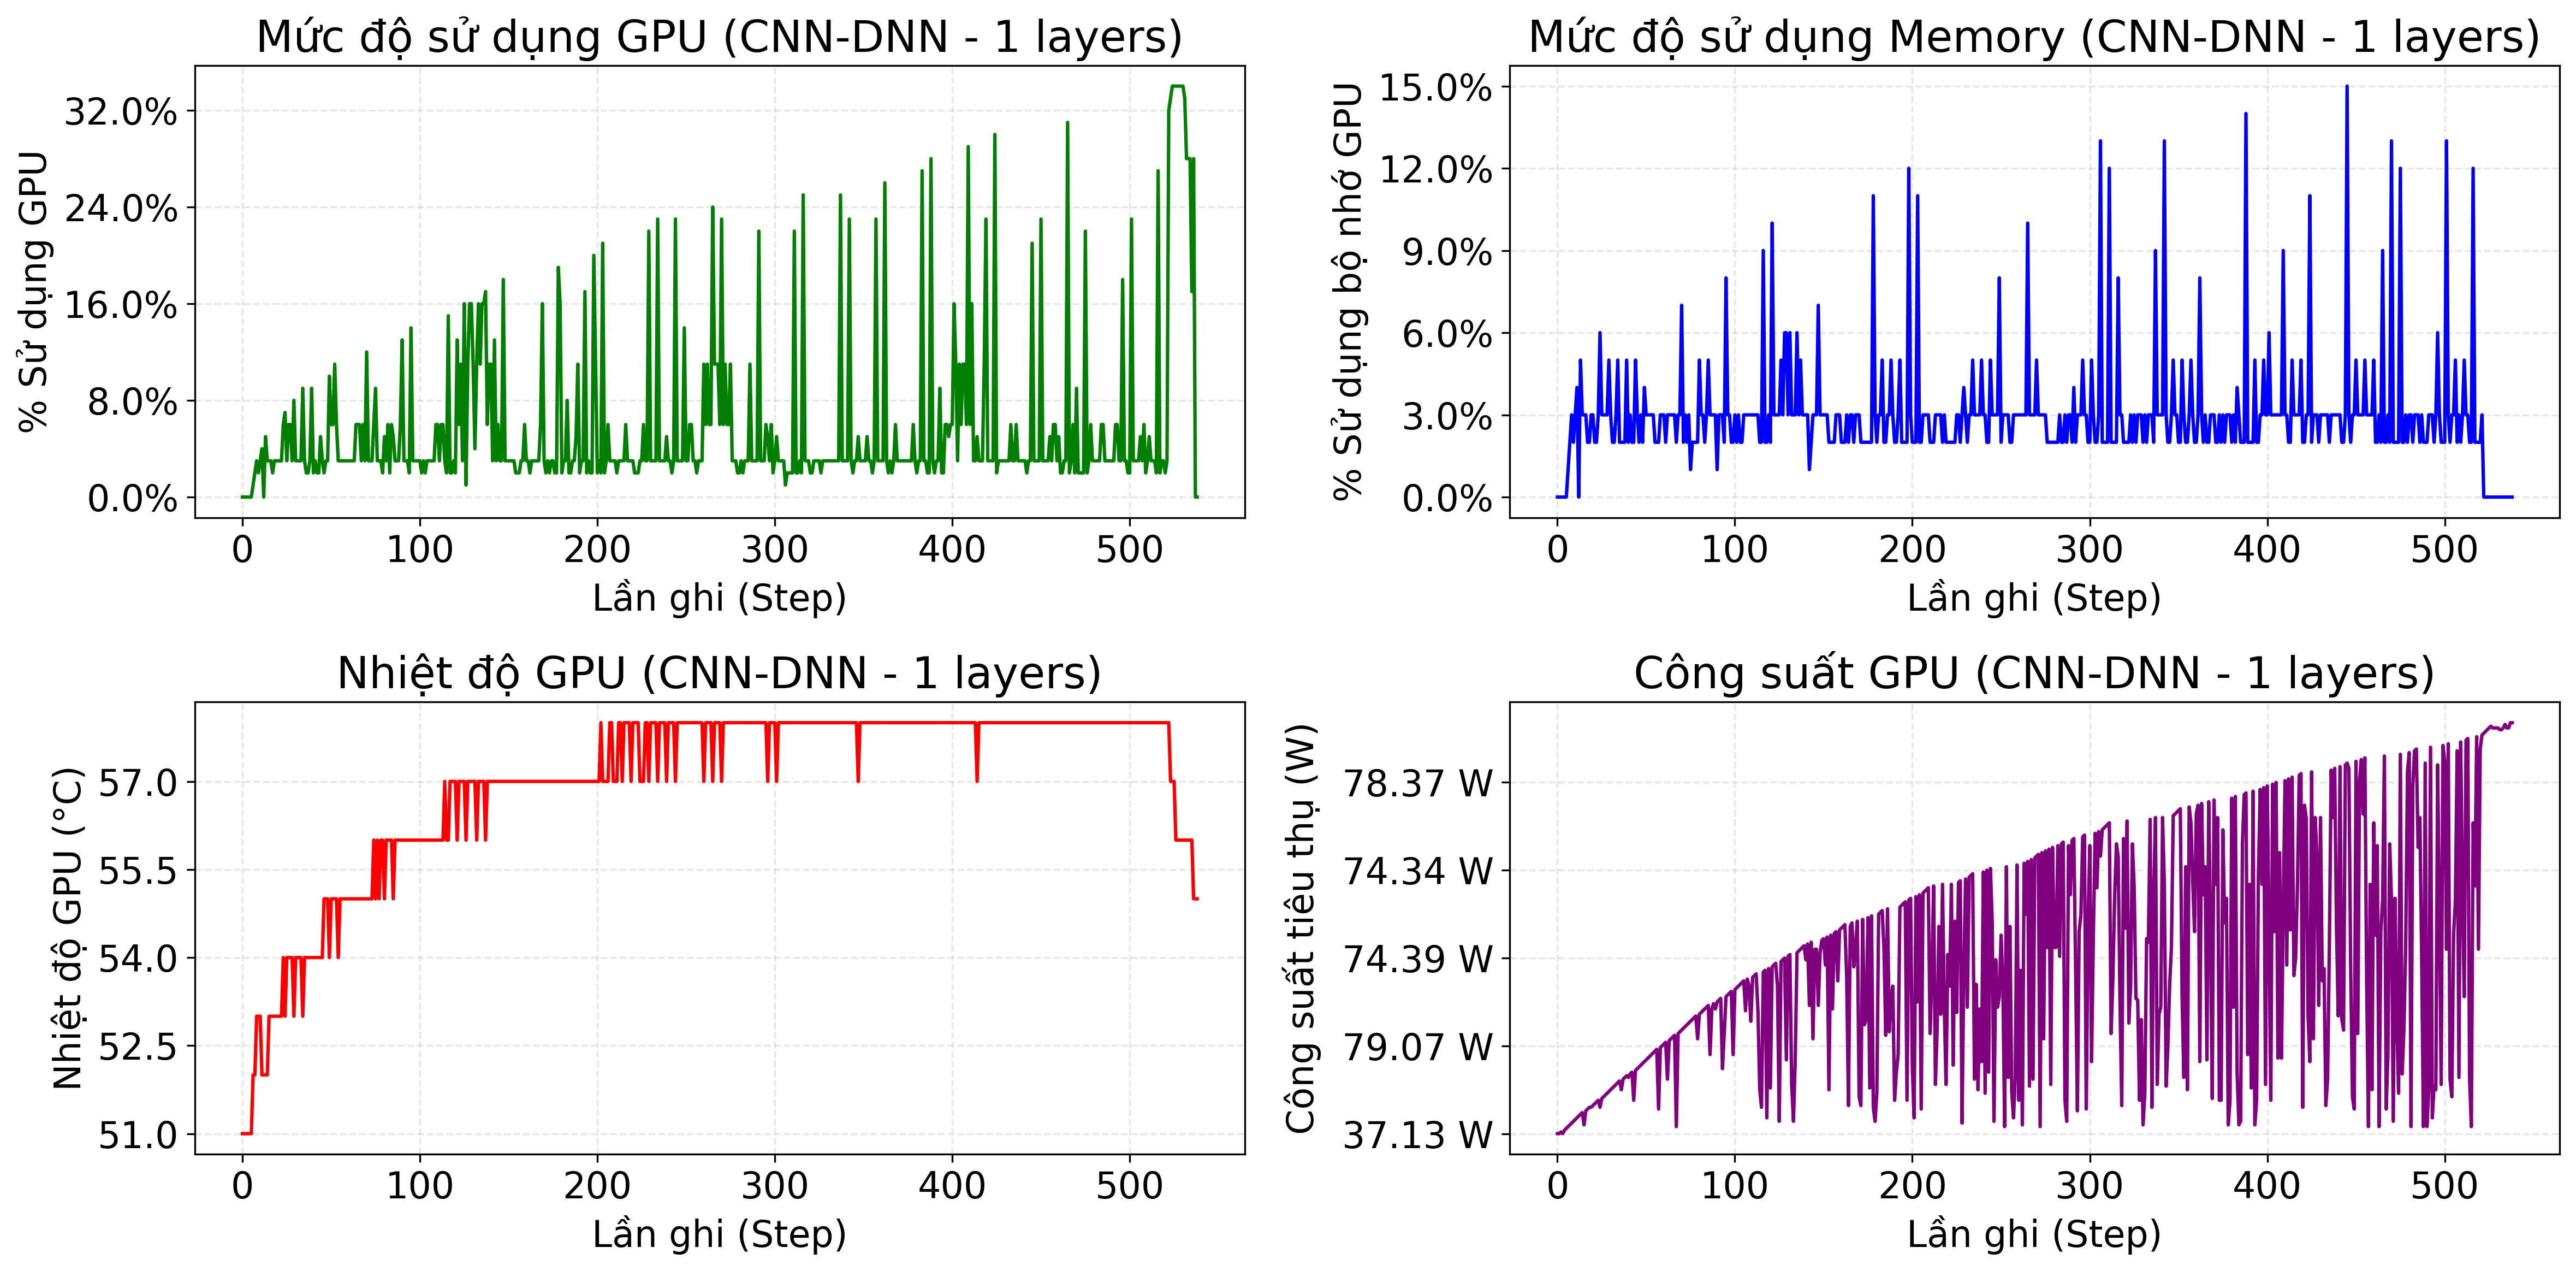 Mức độ sử dụng GPU (CNN-DNN - 1 layers)
% Sử dụng GPU
32.0%
24.0%
16.0%
8.0%
0.0%
0 100 200 300 400 500
Lần ghi (Step)
Mức độ sử dụng Memory (CNN-DNN - 1 layers)
% Sử dụng bộ nhớ GPU
15.0%
12.0%
9.0%
6.0%
3.0%
0.0%
0 100 200 300 400 500
Lần ghi (Step)
Nhiệt độ GPU (CNN-DNN - 1 layers)
Nhiệt độ GPU (°C)
57.0
55.5
54.0
52.5
51.0
0 100 200 300 400 500
Lần ghi (Step)
Công suất GPU (CNN-DNN - 1 layers)
Công suất tiêu thụ (W)
78.37 W
74.34 W
74.39 W
79.07 W
37.13 W
0 100 200 300 400 500
Lần ghi (Step)